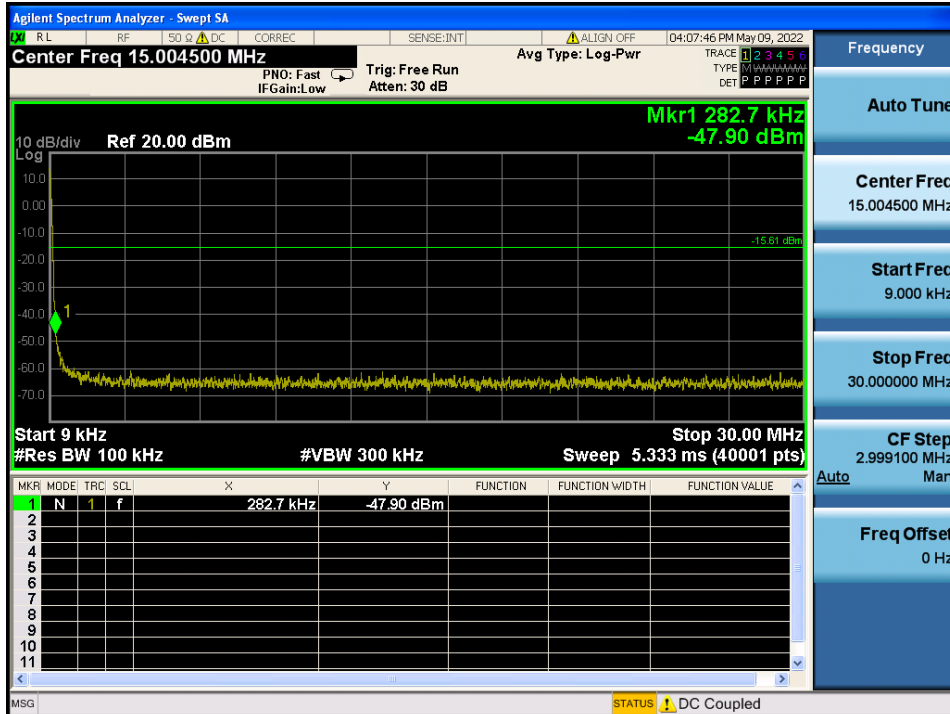 Agilent Spectrum Analyzer - Swept SA
LXI RL RF 50 Ω DC CORREC SENSE:INT ALIGN OFF 04:07:46 PM May 09, 2022
Center Freq 15.004500 MHz
PNO: Fast
IFGain:Low
Trig: Free Run
Atten: 30 dB
Avg Type: Log-Pwr
TRACE 1 2 3 4 5 6
TYPE MWWWWW
DET P P P P P P
Mkr1 282.7 kHz
-47.90 dBm
10 dB/div Ref 20.00 dBm
Log
10.0
0.00
-10.0
-15.61 dBm
-20.0
-30.0
-40.0
1
-50.0
-60.0
-70.0
Start 9 kHz Stop 30.00 MHz
#Res BW 100 kHz #VBW 300 kHz Sweep 5.333 ms (40001 pts)
MKR MODE TRC SCL X Y FUNCTION FUNCTION WIDTH FUNCTION VALUE
1 N 1 f 282.7 kHz -47.90 dBm
2
3
4
5
6
7
8
9
10
11
MSG STATUS DC Coupled
Frequency
Auto Tune
Center Freq
15.004500 MHz
Start Freq
9.000 kHz
Stop Freq
30.000000 MHz
CF Step
2.999100 MHz
Auto Man
Freq Offset
0 Hz